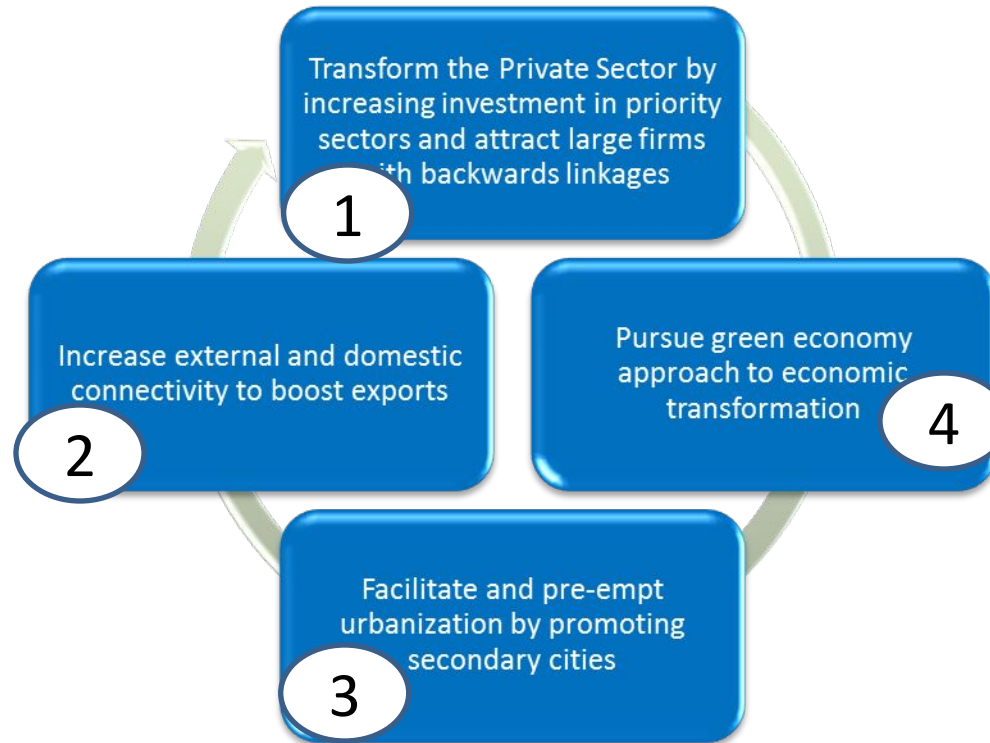 Transform the Private Sector by
increasing investment in priority
sectors and attract large firms
ith backwards linkages
1
Increase external and domestic
connectivity to boost exports
2
Facilitate and pre-empt
urbanization by promoting
secondary cities
3
Pursue green economy
approach to economic
transformation
4